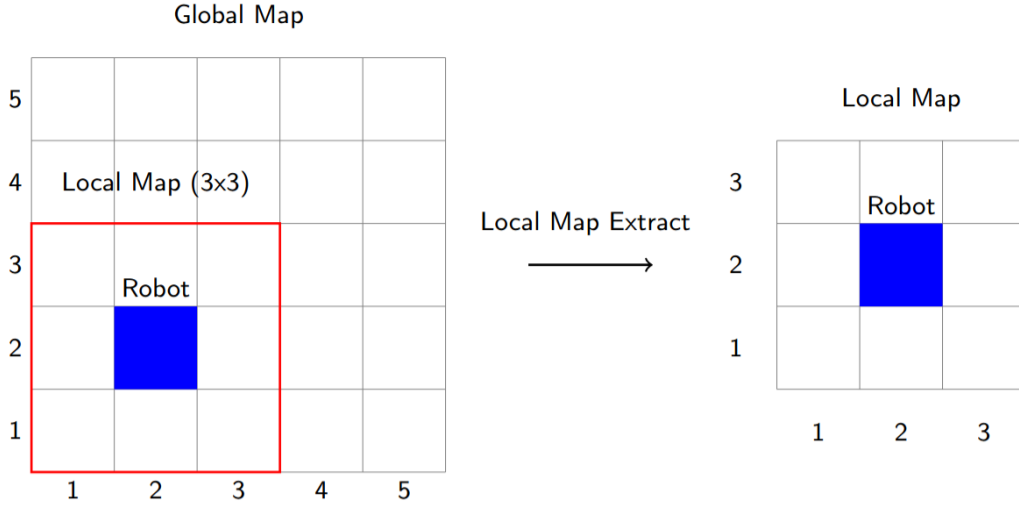 Global Map
5
4
Local Map (3x3)
3
Robot
2
1
1 2 3 4 5
Local Map Extract
Local Map
3
Robot
2
1
1 2 3